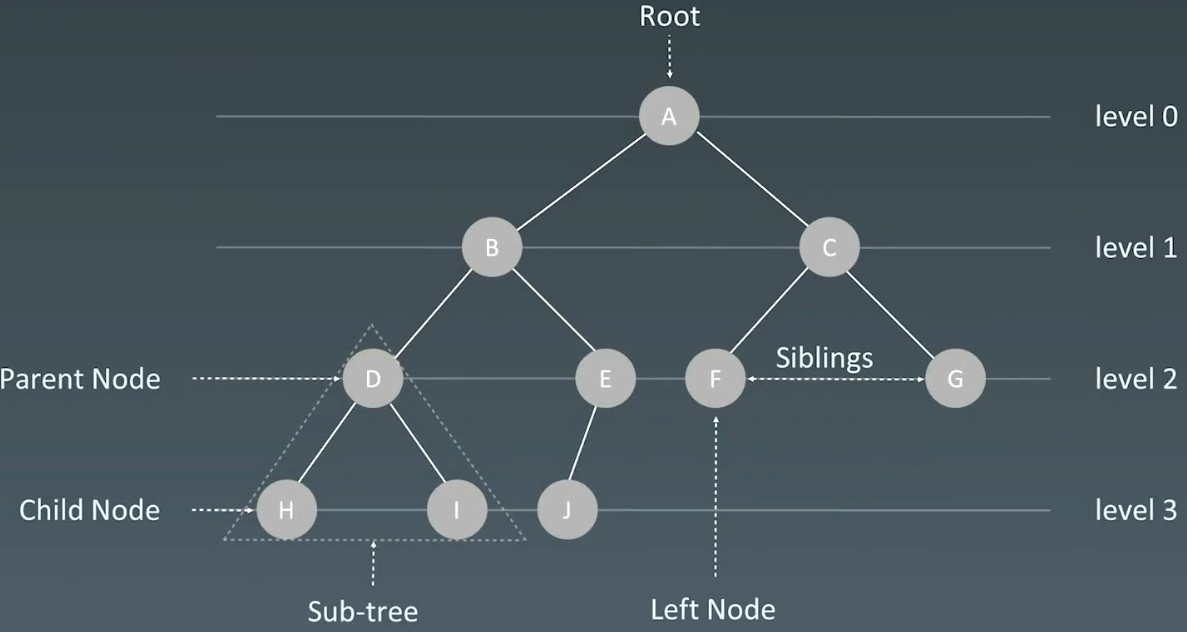 Root
A
level 0
B
C
level 1
Siblings
Parent Node
D
E
F
G
level 2
Child Node
H
I
J
level 3
Sub-tree
Left Node